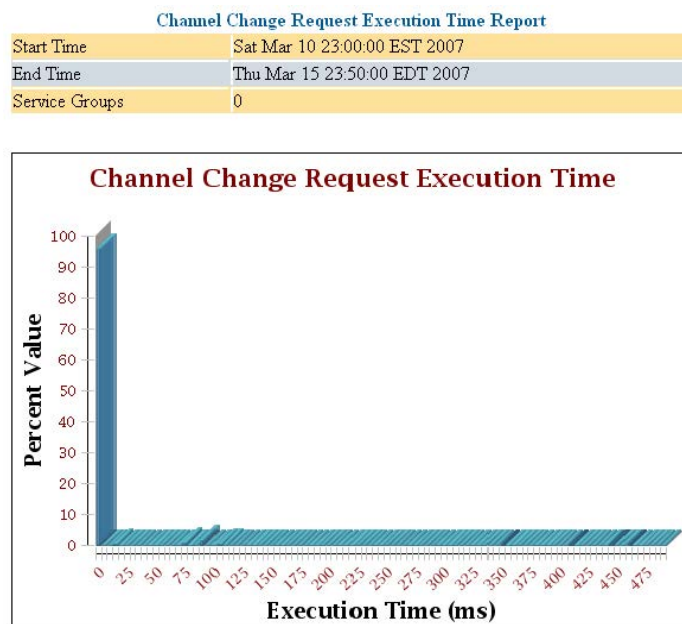 Channel Change Request Execution Time Report
Start Time Sat Mar 10 23:00:00 EST 2007
End Time Thu Mar 15 23:50:00 EDT 2007
Service Groups 0
Channel Change Request Execution Time
Percent Value
100
90
80
70
60
50
40
30
20
10
0
0 25 50 75 100 125 150 175 200 225 250 275 300 325 350 375 400 425 450 475
Execution Time (ms)